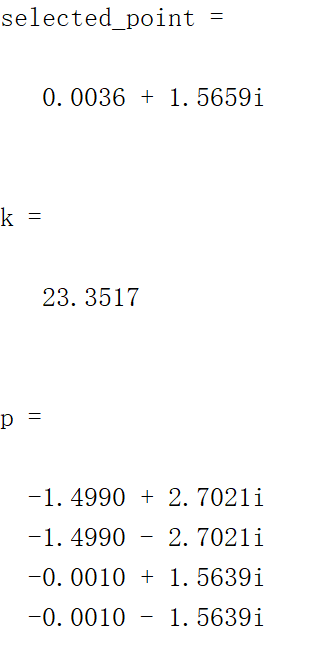 selected_point =
0.0036 + 1.5659i
k =
23.3517
p =
-1.4990 + 2.7021i
-1.4990 - 2.7021i
-0.0010 + 1.5639i
-0.0010 - 1.5639i